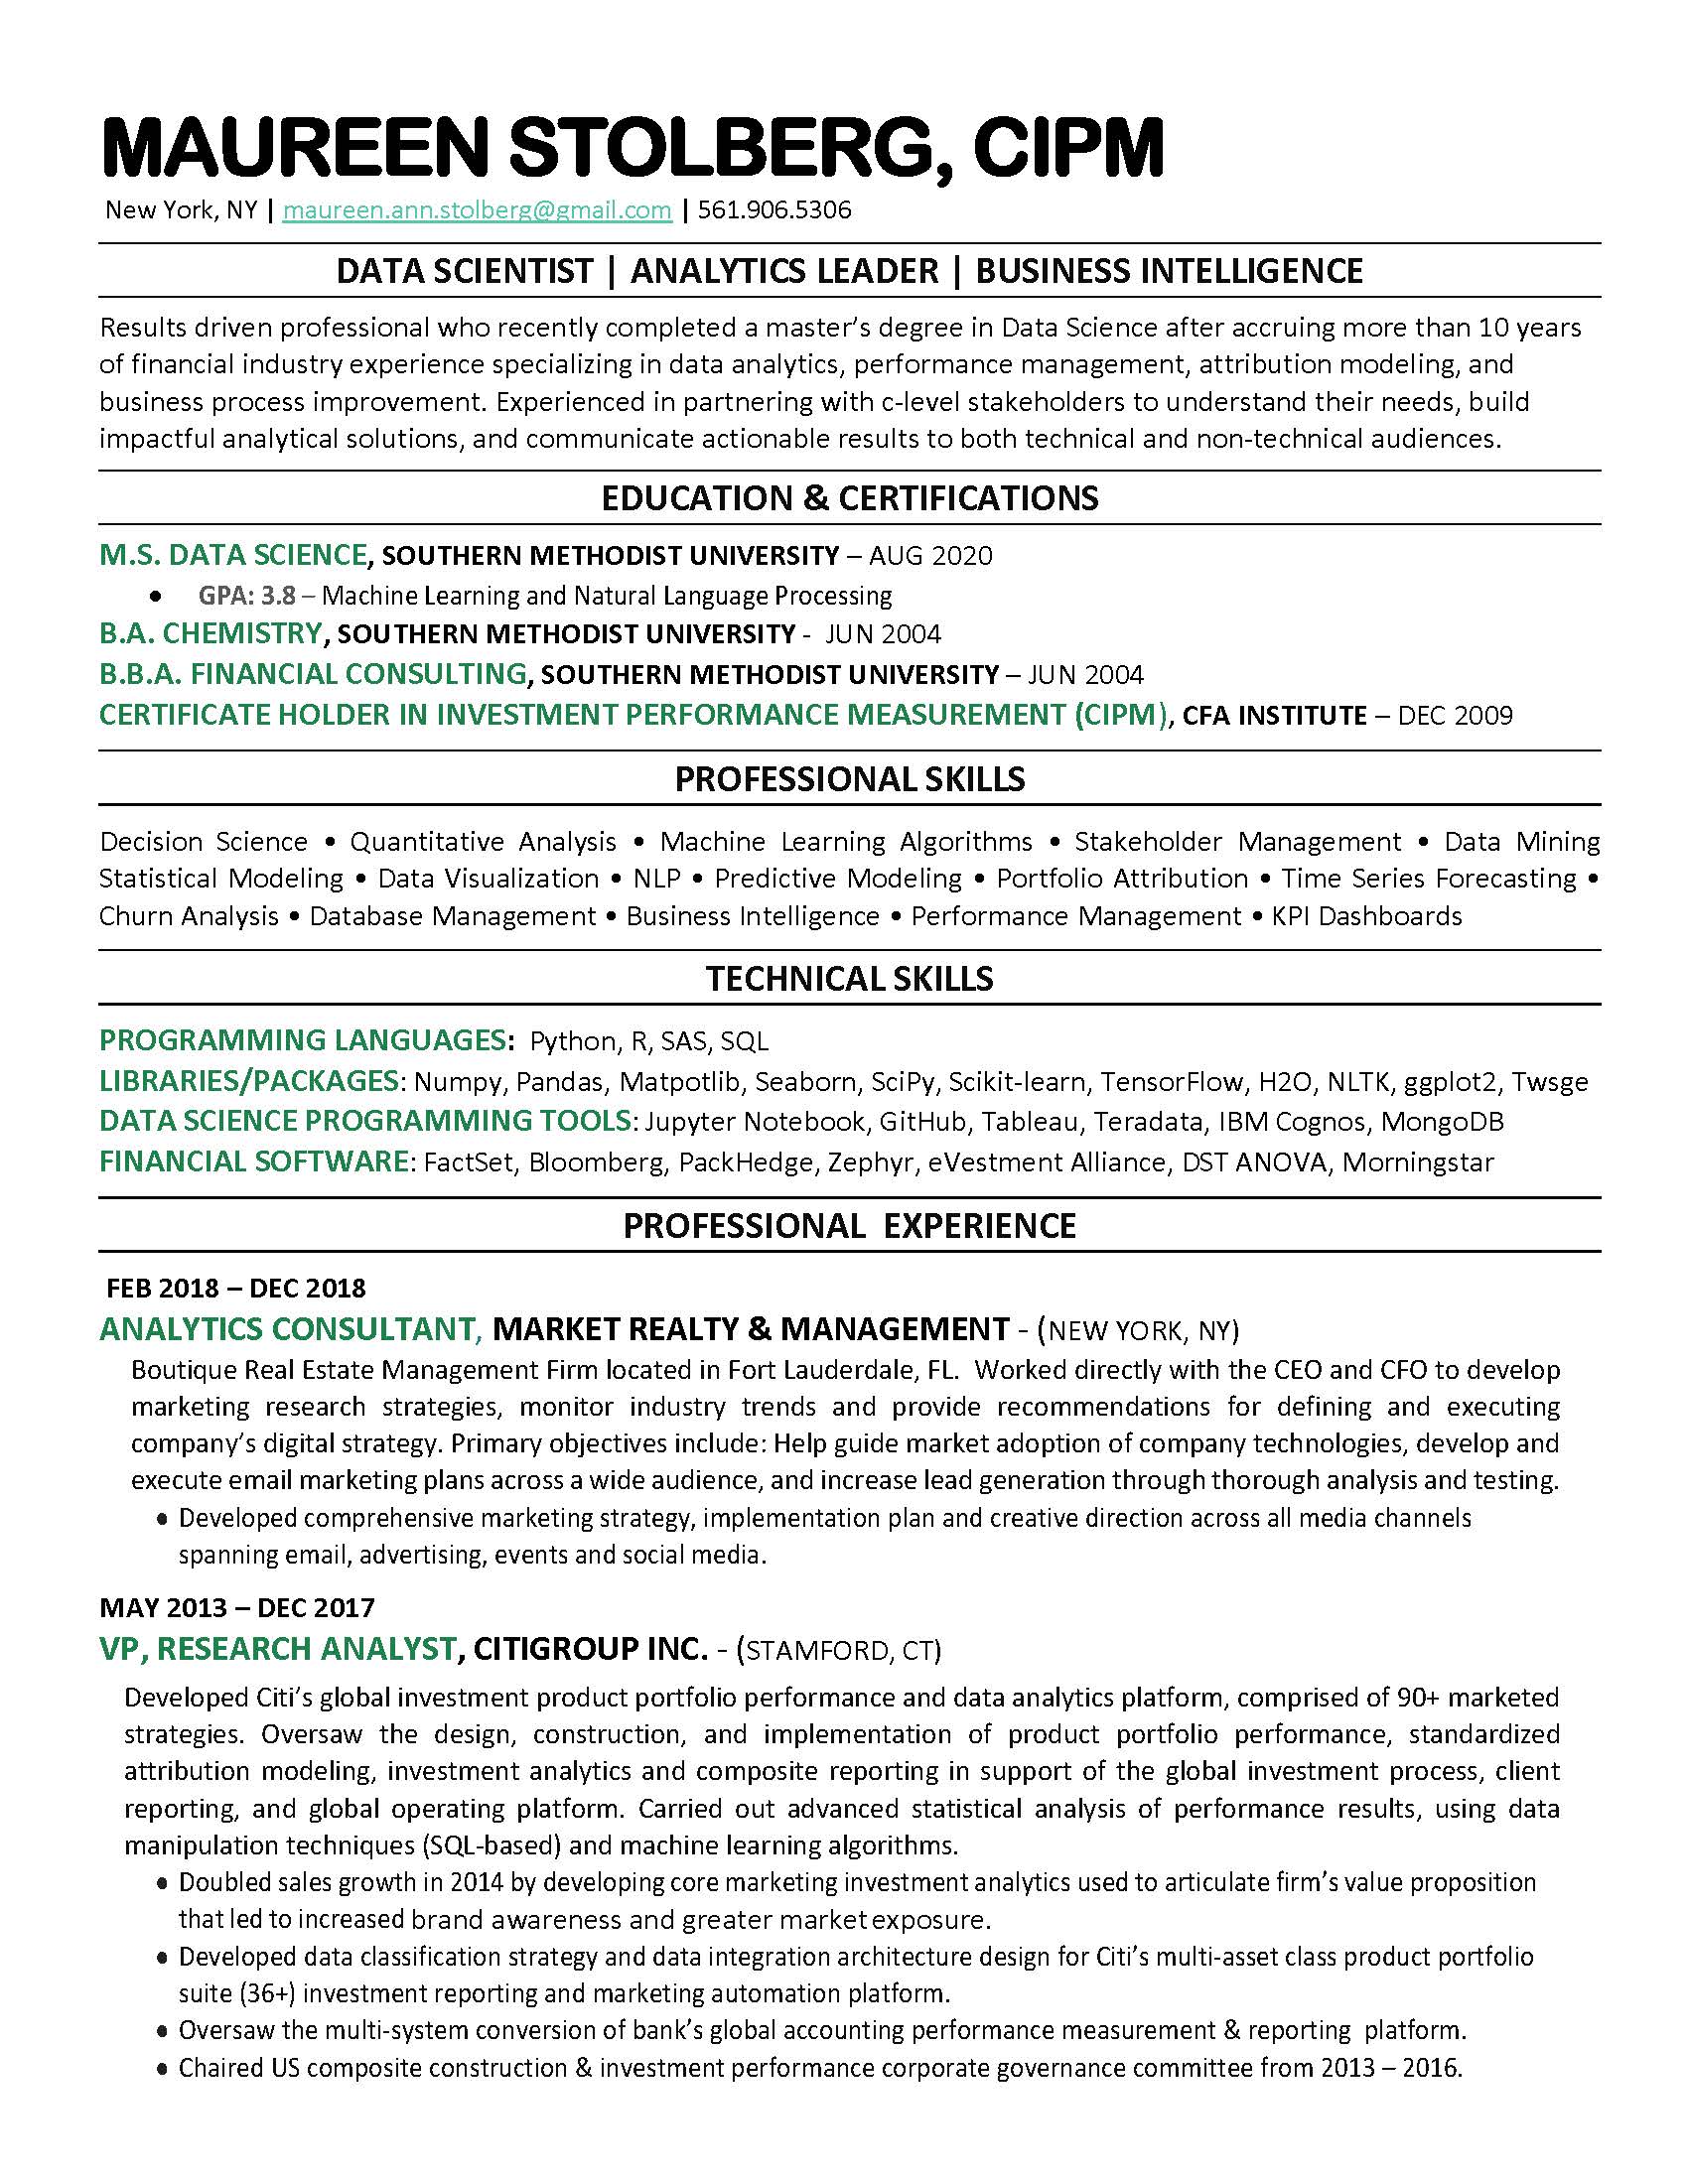 MAUREEN STOLBERG, CIPM
New York, NY | maureen.ann.stolberg@gmail.com | 561.906.5306
DATA SCIENTIST | ANALYTICS LEADER | BUSINESS INTELLIGENCE
Results driven professional who recently completed a master's degree in Data Science after accruing more than 10 years
of financial industry experience specializing in data analytics, performance management, attribution modeling, and
business process improvement. Experienced in partnering with c-level stakeholders to understand their needs, build
impactful analytical solutions, and communicate actionable results to both technical and non-technical audiences.
EDUCATION & CERTIFICATIONS
M.S. DATA SCIENCE, SOUTHERN METHODIST UNIVERSITY – AUG 2020
• GPA: 3.8 – Machine Learning and Natural Language Processing
B.A. CHEMISTRY, SOUTHERN METHODIST UNIVERSITY - JUN 2004
B.B.A. FINANCIAL CONSULTING, SOUTHERN METHODIST UNIVERSITY – JUN 2004
CERTIFICATE HOLDER IN INVESTMENT PERFORMANCE MEASUREMENT (CIPM), CFA INSTITUTE – DEC 2009
PROFESSIONAL SKILLS
Decision Science • Quantitative Analysis • Machine Learning Algorithms • Stakeholder Management • Data Mining
Statistical Modeling • Data Visualization • NLP • Predictive Modeling • Portfolio Attribution • Time Series Forecasting •
Churn Analysis • Database Management • Business Intelligence • Performance Management • KPI Dashboards
TECHNICAL SKILLS
PROGRAMMING LANGUAGES: Python, R, SAS, SQL
LIBRARIES/PACKAGES: Numpy, Pandas, Matpotlib, Seaborn, SciPy, Scikit-learn, TensorFlow, H2O, NLTK, ggplot2, Twsge
DATA SCIENCE PROGRAMMING TOOLS: Jupyter Notebook, GitHub, Tableau, Teradata, IBM Cognos, MongoDB
FINANCIAL SOFTWARE: FactSet, Bloomberg, PackHedge, Zephyr, eVestment Alliance, DST ANOVA, Morningstar
PROFESSIONAL EXPERIENCE
FEB 2018 – DEC 2018
ANALYTICS CONSULTANT, MARKET REALTY & MANAGEMENT - (NEW YORK, NY)
Boutique Real Estate Management Firm located in Fort Lauderdale, FL. Worked directly with the CEO and CFO to develop
marketing research strategies, monitor industry trends and provide recommendations for defining and executing
company's digital strategy. Primary objectives include: Help guide market adoption of company technologies, develop and
execute email marketing plans across a wide audience, and increase lead generation through thorough analysis and testing.
• Developed comprehensive marketing strategy, implementation plan and creative direction across all media channels
spanning email, advertising, events and social media.
MAY 2013 – DEC 2017
VP, RESEARCH ANALYST, CITIGROUP INC. - (STAMFORD, CT)
Developed Citi's global investment product portfolio performance and data analytics platform, comprised of 90+ marketed
strategies. Oversaw the design, construction, and implementation of product portfolio performance, standardized
attribution modeling, investment analytics and composite reporting in support of the global investment process, client
reporting, and global operating platform. Carried out advanced statistical analysis of performance results, using data
manipulation techniques (SQL-based) and machine learning algorithms.
• Doubled sales growth in 2014 by developing core marketing investment analytics used to articulate firm's value proposition
that led to increased brand awareness and greater market exposure.
• Developed data classification strategy and data integration architecture design for Citi's multi-asset class product portfolio
suite (36+) investment reporting and marketing automation platform.
• Oversaw the multi-system conversion of bank's global accounting performance measurement & reporting platform.
• Chaired US composite construction & investment performance corporate governance committee from 2013 – 2016.